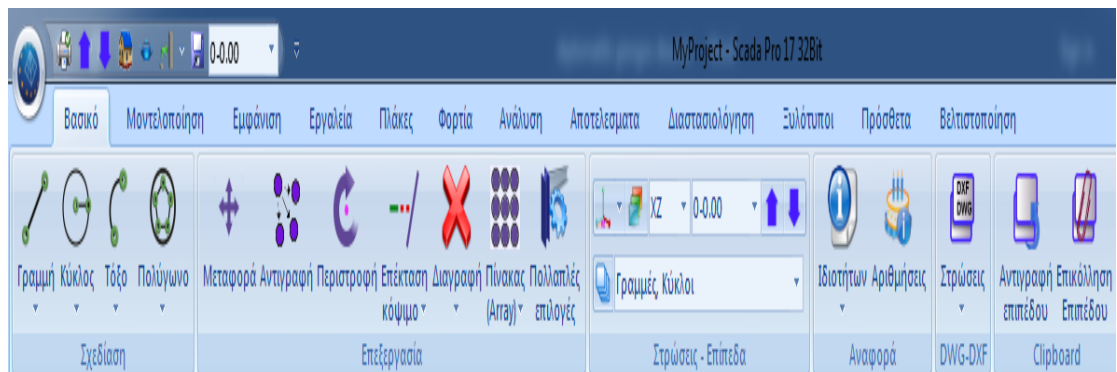 0-0.00
MyProject - Scada Pro 17 32Bit
Βασικό Μοντελοποίηση Εμφάνιση Εργαλεία Πλάκες Φορτία Ανάλυση Αποτελεσματα Διαστασιολόγηση Ξυλότυποι Πρόσθετα Βελτιστοποίηση
XZ 0-0.00
DXF
DWG
Γραμμές, Κύκλοι
Γραμμή Κύκλος Τόξο Πολύγωνο Μεταφορά Αντιγραφή Περιστροφή Επέκταση Διαγραφή Πίνακας Πολλαπλές Ιδιοτήτων Αριθμήσεις Στρώσεις Αντιγραφή Επικόλληση
κόψιμο (Array) επιλογές επιπέδου Επιπέδου
Σχεδίαση Επεξεργασία Στρώσεις - Επίπεδα Αναφορά DWG-DXF Clipboard